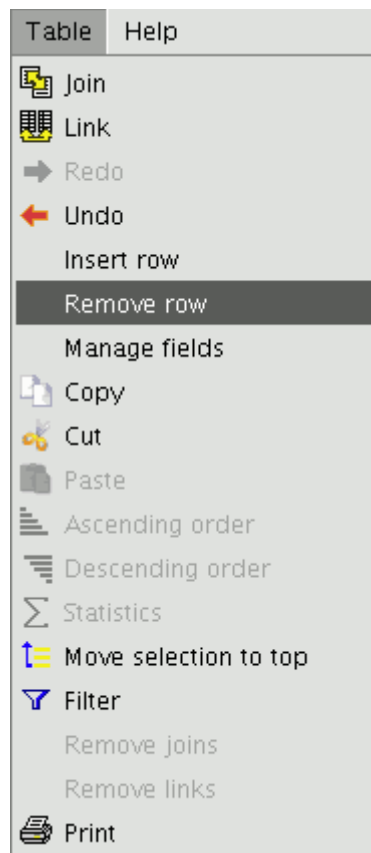 Table Help
Join
Link
Redo
Undo
Insert row
Remove row
Manage fields
Copy
Cut
Paste
Ascending order
Descending order
Statistics
Move selection to top
Filter
Remove joins
Remove links
Print